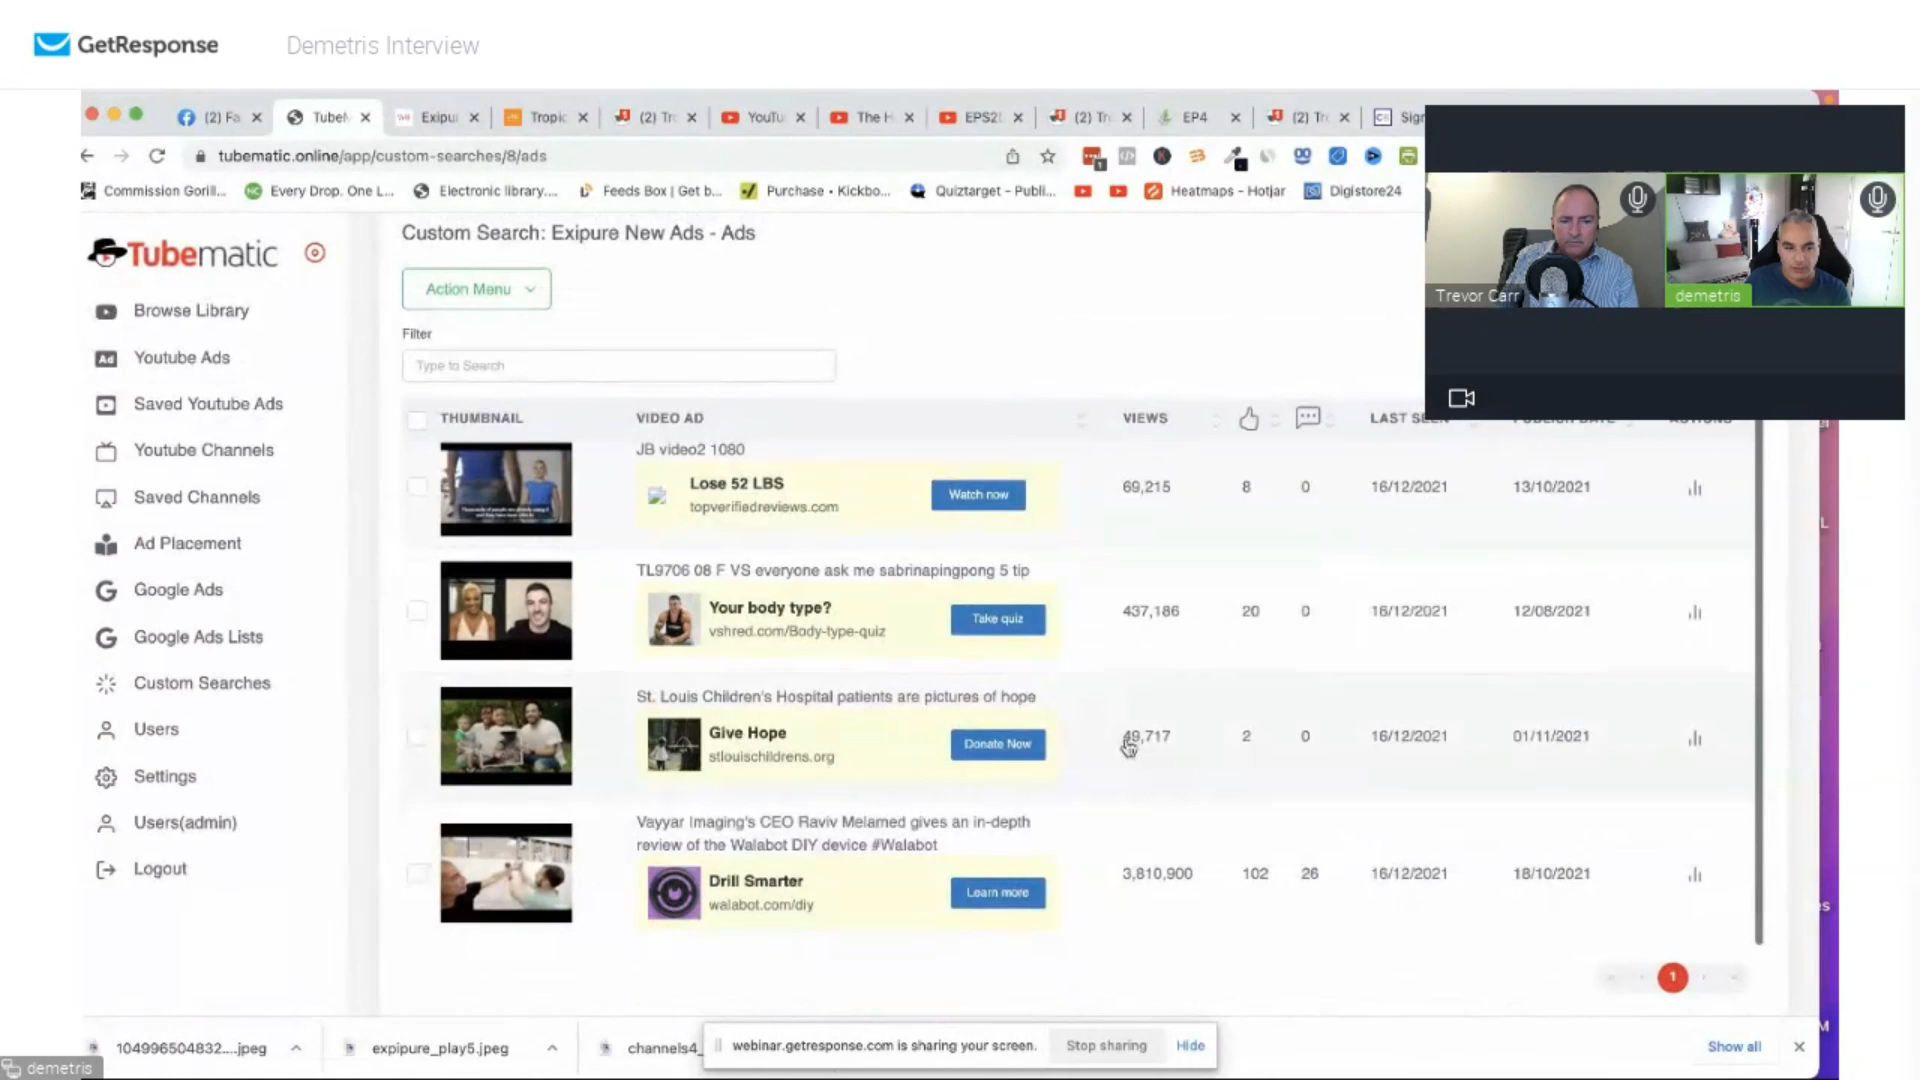 GetResponse
Demetris Interview
(2) Fa
TubeM
Exipu
Tropic
(2) Tr
YouTu
The H
EPS2
(2) Tr
EP4
(2) Tr
Sign
tubematic.online/app/custom-searches/8/ads
Commission Gorill...
Every Drop. One L...
Electronic library....
Feeds Box | Get b...
Purchase • Kickbo...
Quiztarget - Publi...
Heatmaps - Hotjar
Digistore24
Tubematic
Browse Library
Youtube Ads
Saved Youtube Ads
Youtube Channels
Saved Channels
Ad Placement
Google Ads
Google Ads Lists
Custom Searches
Users
Settings
Users(admin)
Logout
Custom Search: Exipure New Ads - Ads
Action Menu
Filter
Type to Search
THUMBNAIL VIDEO AD VIEWS LAST SEEN PUBLISH DATE ACTIONS
JB video2 1080
Lose 52 LBS
topverifiedreviews.com
Watch now
69,215 8 0 16/12/2021 13/10/2021
TL9706 08 F VS everyone ask me sabrinapingpong 5 tip
Your body type?
vshred.com/Body-type-quiz
Take quiz
437,186 20 0 16/12/2021 12/08/2021
St. Louis Children's Hospital patients are pictures of hope
Give Hope
stlouischildrens.org
Donate Now
49,717 2 0 16/12/2021 01/11/2021
Vayyar Imaging's CEO Raviv Melamed gives an in-depth
review of the Walabot DIY device #Walabot
Drill Smarter
walabot.com/diy
Learn more
3,810,900 102 26 16/12/2021 18/10/2021
1
Trevor Carr
demetris
104996504832....jpeg
expipure_play5.jpeg
channels4_
webinar.getresponse.com is sharing your screen.
Stop sharing
Hide
Show all
demetris